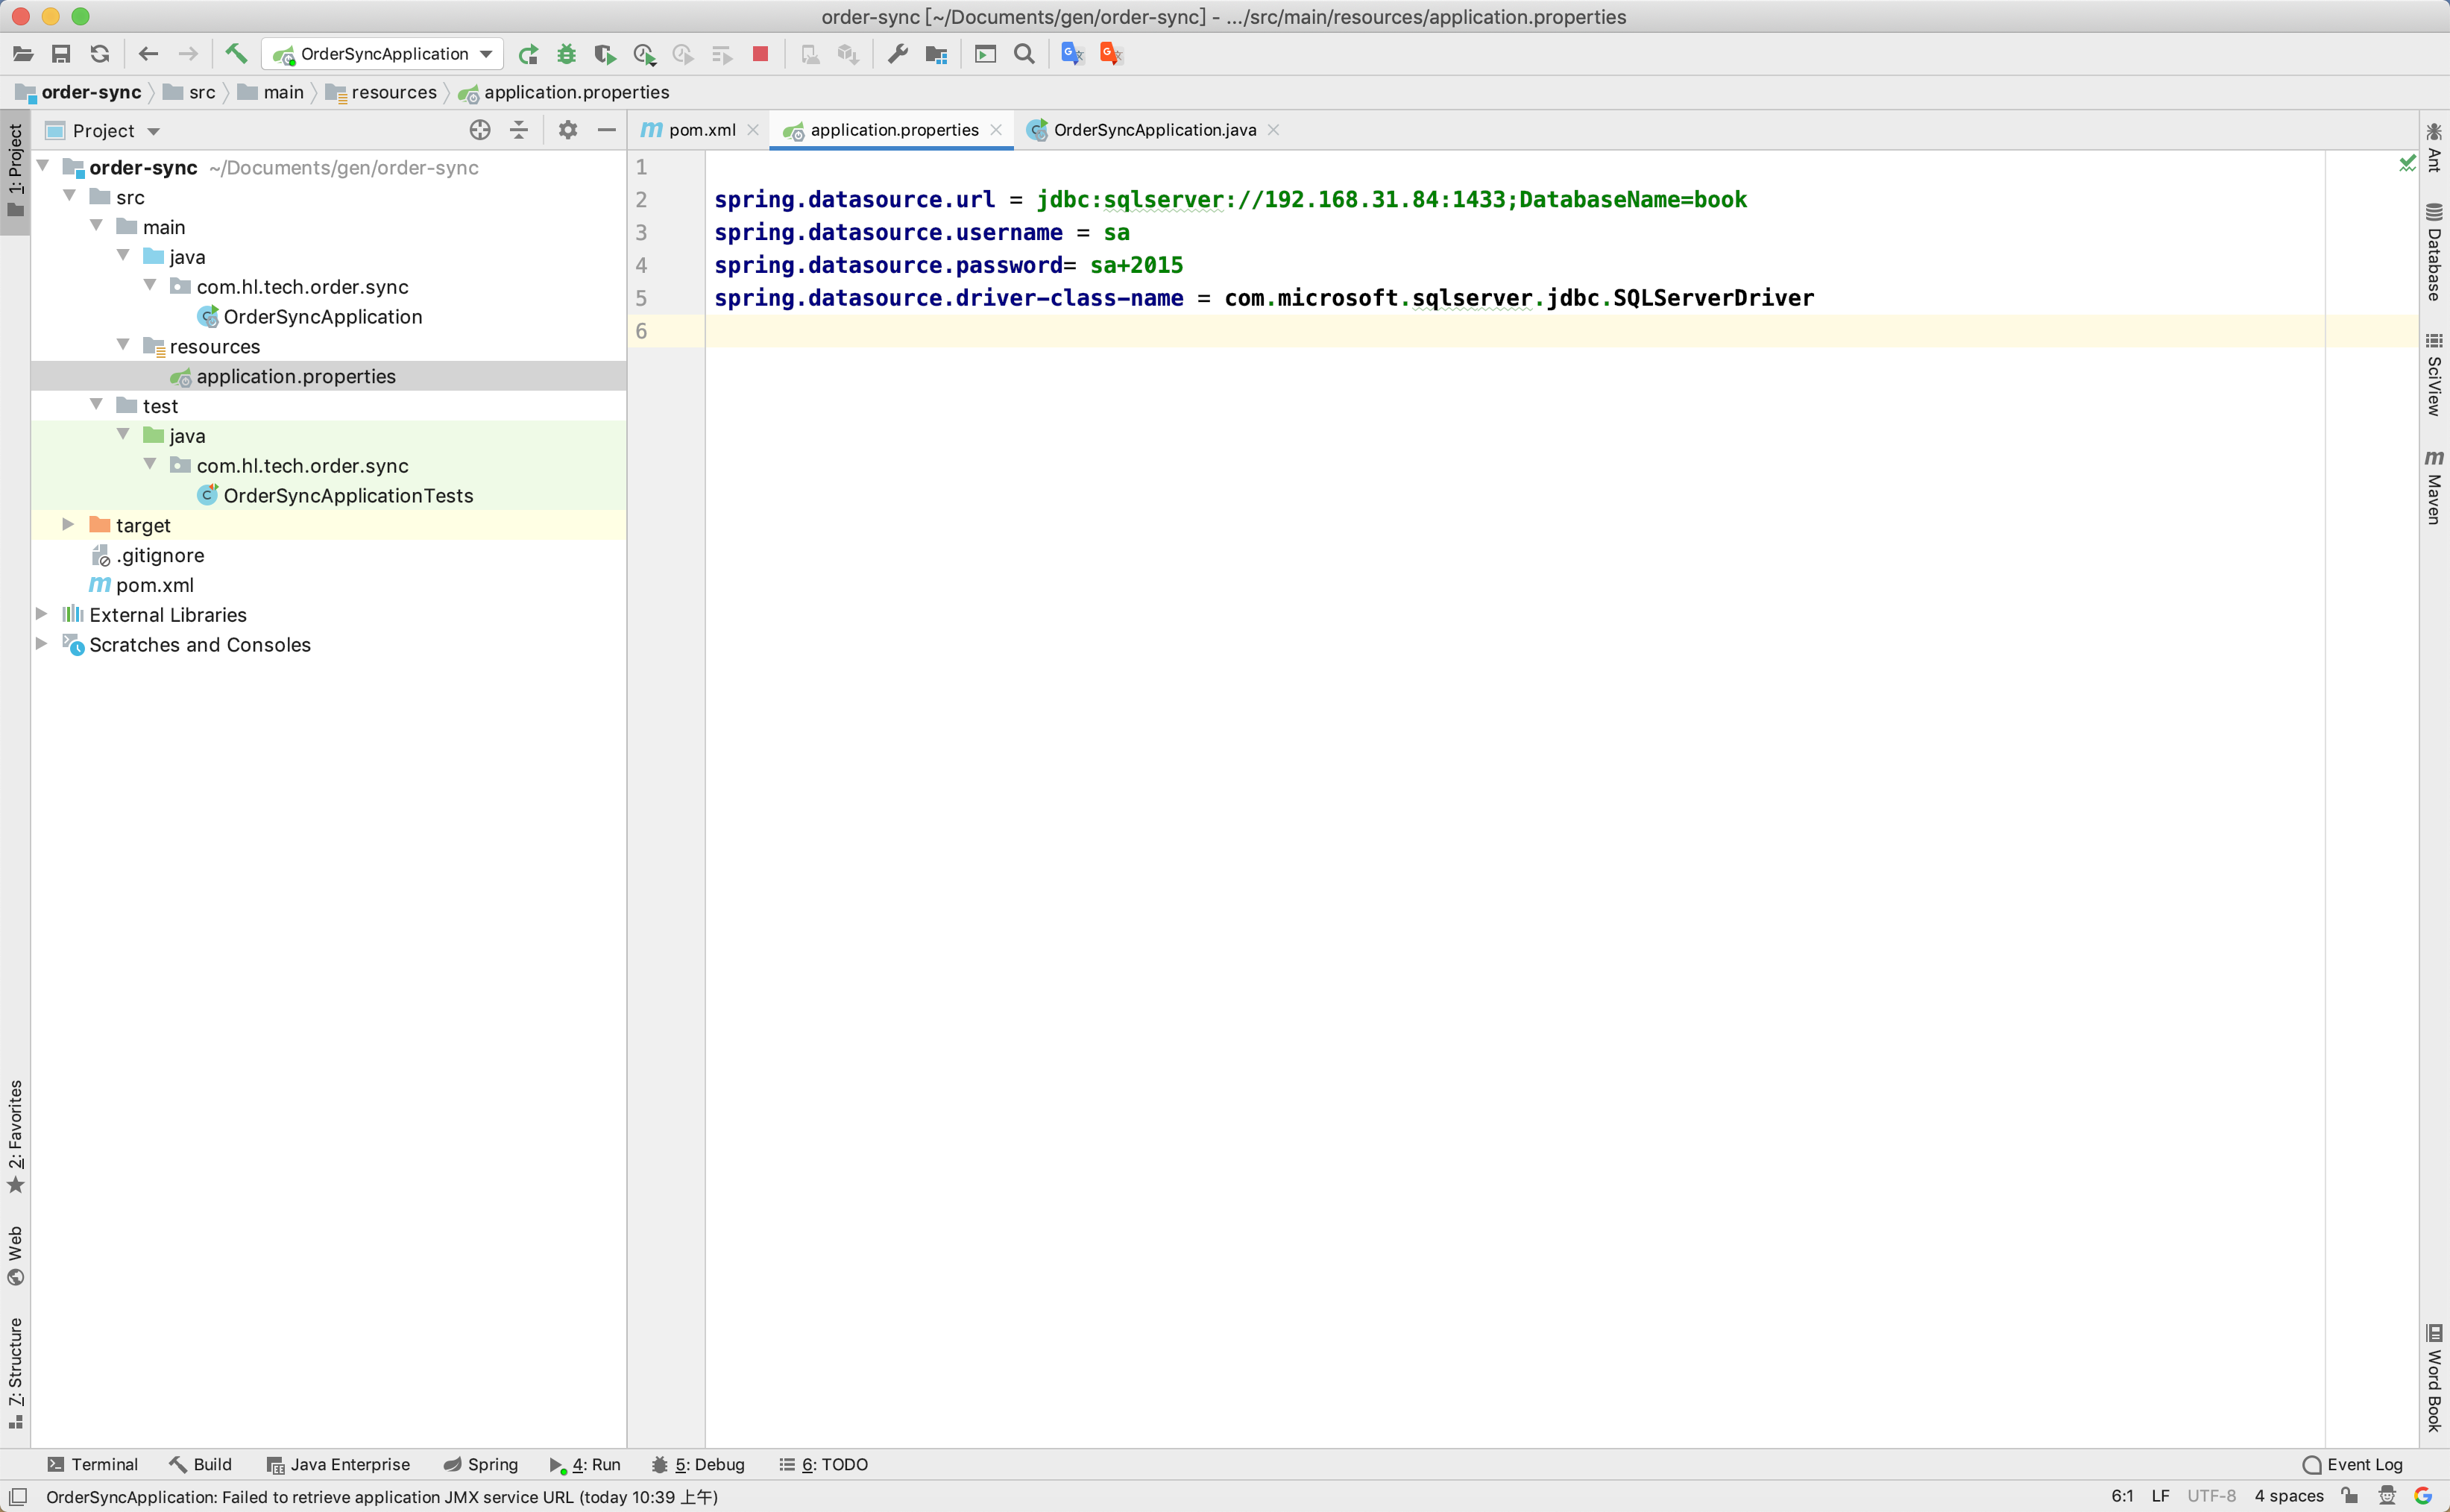 order-sync [~/Documents/gen/order-sync] - .../src/main/resources/application.properties
OrderSyncApplication
order-sync src main resources application.properties
1: Project
Project
pom.xml application.properties OrderSyncApplication.java
order-sync ~/Documents/gen/order-sync
src
main
java
com.hl.tech.order.sync
OrderSyncApplication
resources
application.properties
test
java
com.hl.tech.order.sync
OrderSyncApplicationTests
target
.gitignore
pom.xml
External Libraries
Scratches and Consoles
1
2 spring.datasource.url = jdbc:sqlserver://192.168.31.84:1433;DatabaseName=book
3 spring.datasource.username = sa
4 spring.datasource.password= sa+2015
5 spring.datasource.driver-class-name = com.microsoft.sqlserver.jdbc.SQLServerDriver
6
Ant
Database
SciView
Maven
Word Book
2: Favorites
Web
Z: Structure
Terminal Build Java Enterprise Spring 4: Run 5: Debug 6: TODO Event Log
OrderSyncApplication: Failed to retrieve application JMX service URL (today 10:39 上午) 6:1 LF UTF-8 4 spaces